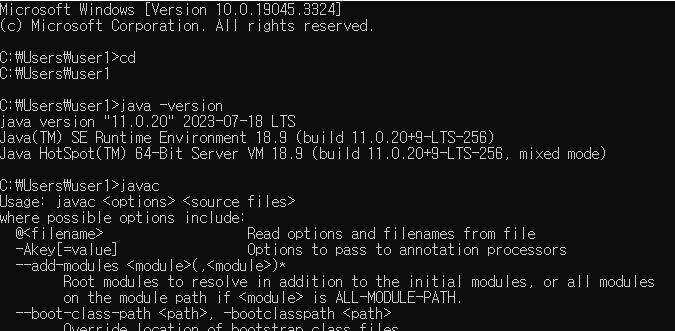 Microsoft Windows [Version 10.0.19045.3324]
(c) Microsoft Corporation. All rights reserved.
C:₩Users₩user1>cd
C:₩Users₩user1
C:₩Users₩user1>java -version
java version "11.0.20" 2023-07-18 LTS
Java(TM) SE Runtime Environment 18.9 (build 11.0.20+9-LTS-256)
Java HotSpot(TM) 64-Bit Server VM 18.9 (build 11.0.20+9-LTS-256, mixed mode)
C:₩Users₩user1>javac
Usage: javac <options> <source files>
where possible options include:
@<filename> Read options and filenames from file
-Akey[=value] Options to pass to annotation processors
--add-modules <module>(,<module>)*
Root modules to resolve in addition to the initial modules, or all modules
on the module path if <module> is ALL-MODULE-PATH.
--boot-class-path <path>, -bootclasspath <path>
Override location of bootstrap class files